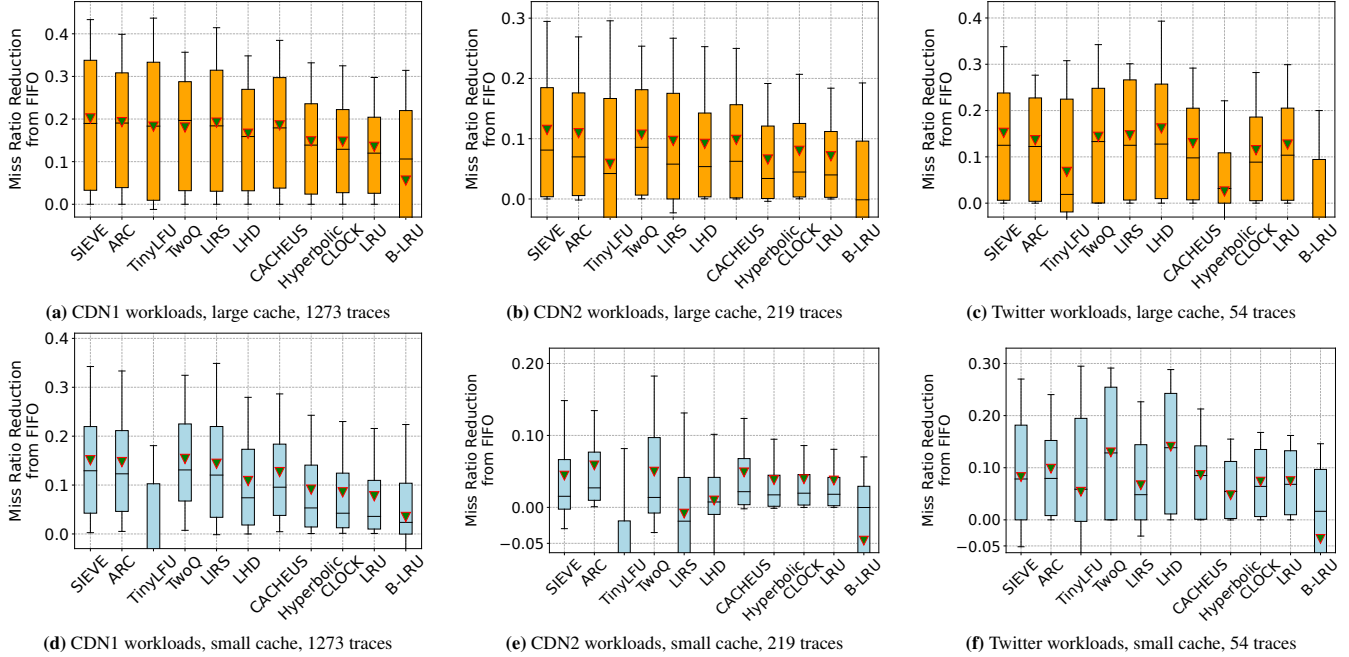 Miss Ratio Reduction
from FIFO
0.4
0.3
0.2
0.1
0.0
SIEVE
ARC
TinyLFU
TwoQ
LIRS
LHD
CACHEUS
Hyperbolic
CLOCK
LRU
B-LRU
(a) CDN1 workloads, large cache, 1273 traces
Miss Ratio Reduction
from FIFO
0.3
0.2
0.1
0.0
SIEVE
ARC
TinyLFU
TwoQ
LIRS
LHD
CACHEUS
Hyperbolic
CLOCK
LRU
B-LRU
(b) CDN2 workloads, large cache, 219 traces
Miss Ratio Reduction
from FIFO
0.4
0.3
0.2
0.1
0.0
SIEVE
ARC
TinyLFU
TwoQ
LIRS
LHD
CACHEUS
Hyperbolic
CLOCK
LRU
B-LRU
(c) Twitter workloads, large cache, 54 traces
Miss Ratio Reduction
from FIFO
0.4
0.3
0.2
0.1
0.0
SIEVE
ARC
TinyLFU
TwoQ
LIRS
LHD
CACHEUS
Hyperbolic
CLOCK
LRU
B-LRU
(d) CDN1 workloads, small cache, 1273 traces
Miss Ratio Reduction
from FIFO
0.20
0.10
0.00
−0.05
SIEVE
ARC
TinyLFU
TwoQ
LIRS
LHD
CACHEUS
Hyperbolic
CLOCK
LRU
B-LRU
(e) CDN2 workloads, small cache, 219 traces
Miss Ratio Reduction
from FIFO
0.30
0.20
0.10
0.00
−0.05
SIEVE
ARC
TinyLFU
TwoQ
LIRS
LHD
CACHEUS
Hyperbolic
CLOCK
LRU
B-LRU
(f) Twitter workloads, small cache, 54 traces